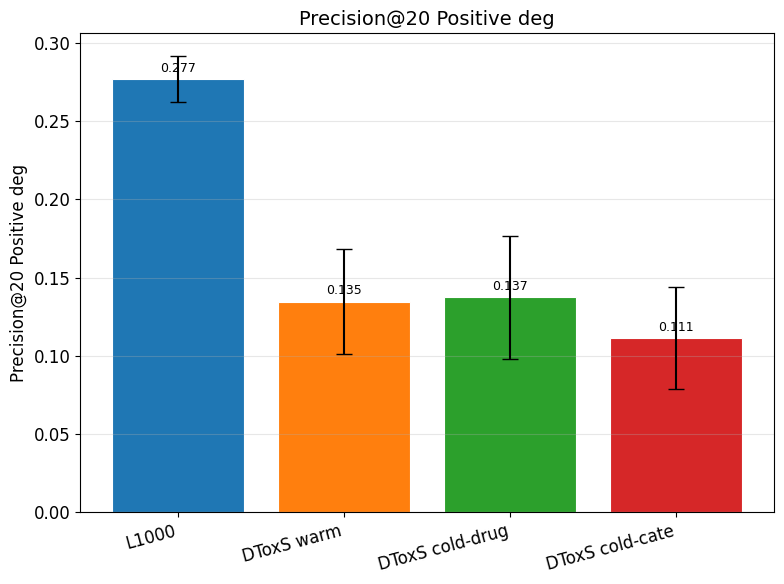 Precision@20 Positive deg
Precision@20 Positive deg
0.30
0.25
0.20
0.15
0.10
0.05
0.00
0.277
0.135
0.137
0.111
L1000
DToxS warm
DToxS cold-drug
DToxS cold-cate